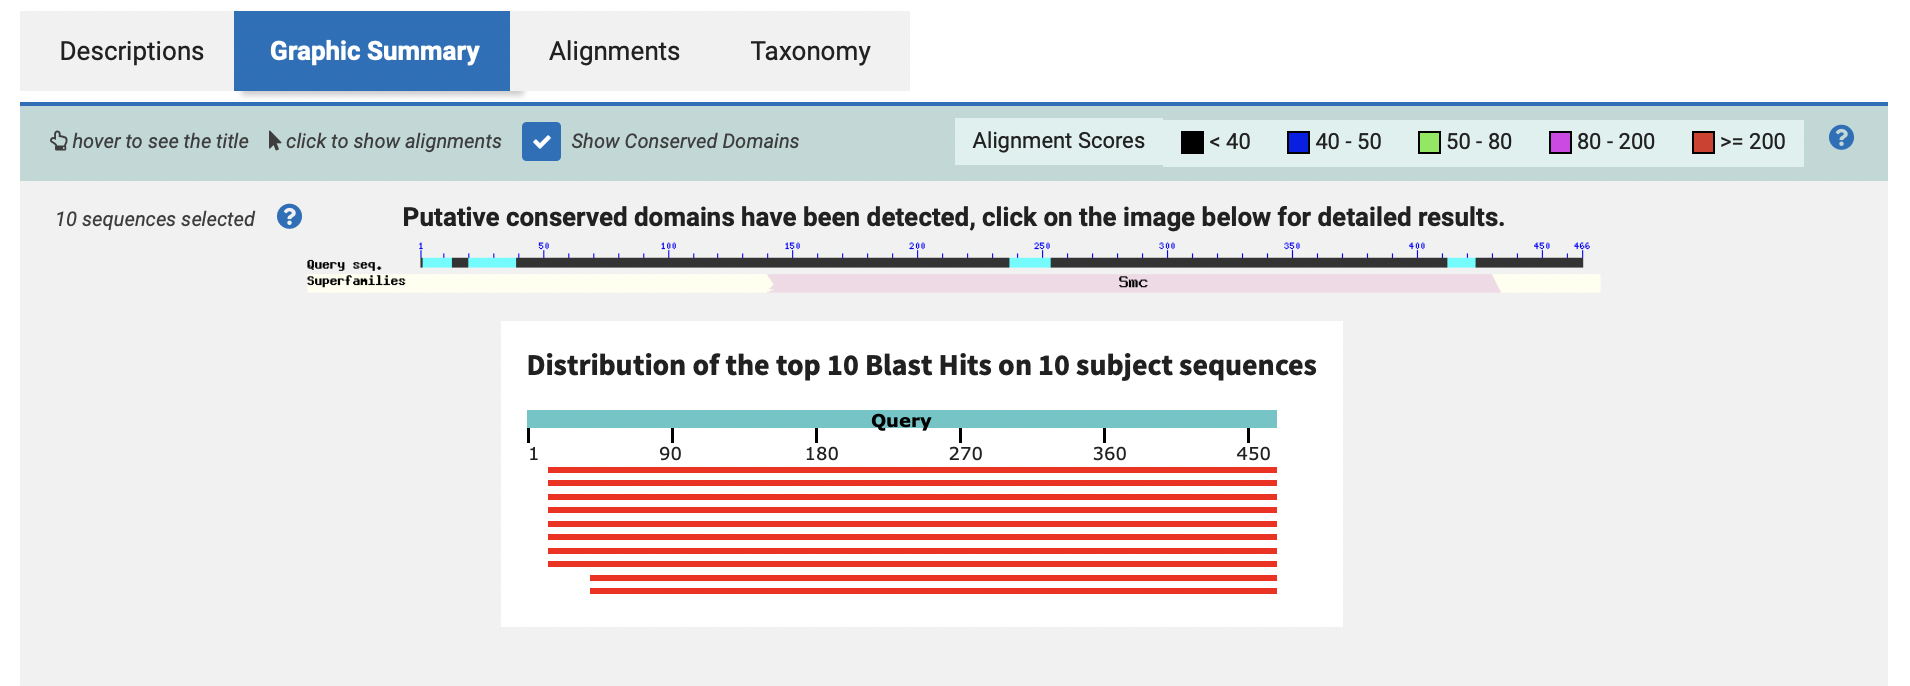 Descriptions Graphic Summary Alignments Taxonomy
hover to see the title click to show alignments Show Conserved Domains Alignment Scores < 40 40 - 50 50 - 80 80 - 200 >= 200 ?
10 sequences selected ? Putative conserved domains have been detected, click on the image below for detailed results.
1 50 100 150 200 250 300 350 400 450 466
Query seq.
Superfamilies Smc
Distribution of the top 10 Blast Hits on 10 subject sequences
Query
1 90 180 270 360 450